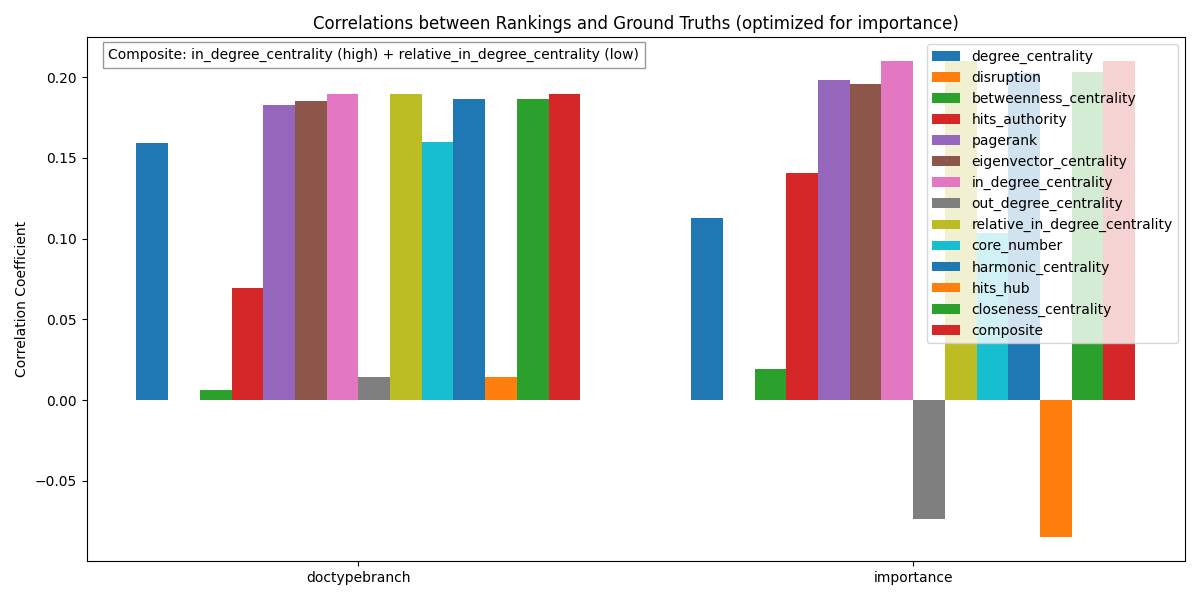 Correlations between Rankings and Ground Truths (optimized for importance)
Composite: in_degree_centrality (high) + relative_in_degree_centrality (low)
degree_centrality
disruption
betweenness_centrality
hits_authority
pagerank
eigenvector_centrality
in_degree_centrality
out_degree_centrality
relative_in_degree_centrality
core_number
harmonic_centrality
hits_hub
closeness_centrality
composite
Correlation Coefficient
0.20
0.15
0.10
0.05
0.00
−0.05
doctypebranch
importance